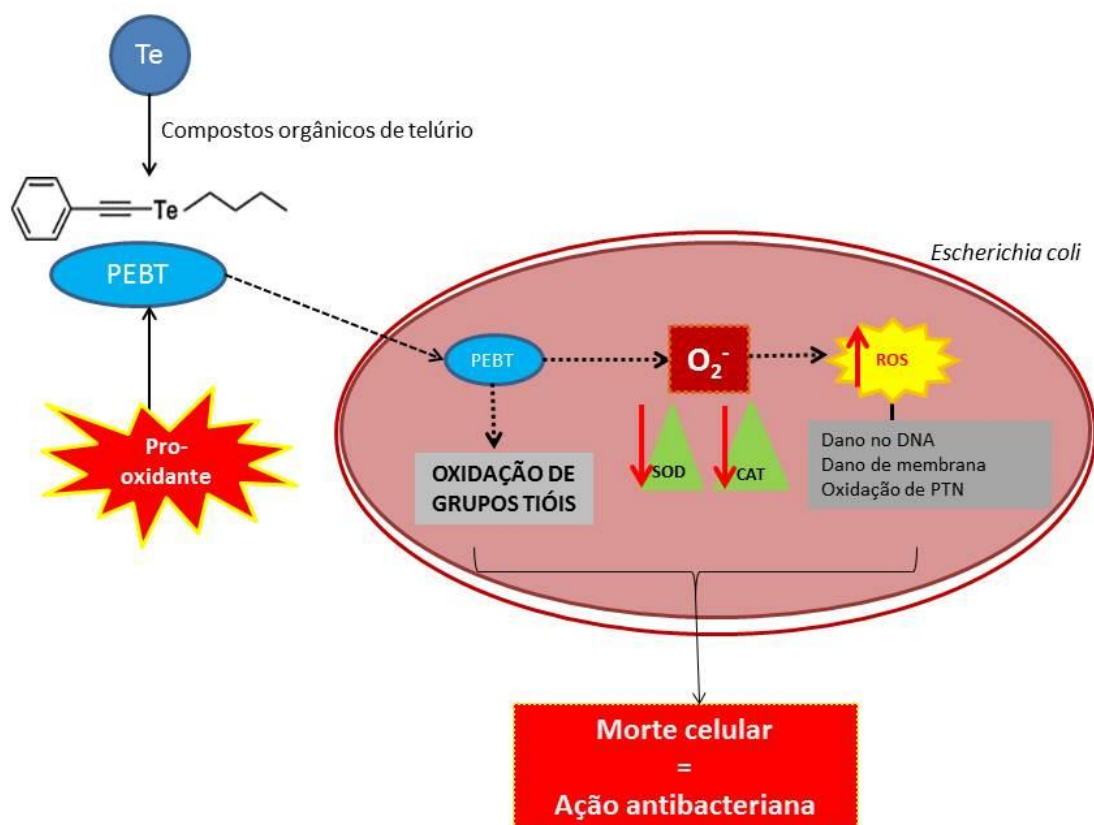 Te
Compostos orgânicos de telúrio
Te
PEBT
Pro-
oxidante
Escherichia coli
PEBT
O₂⁻
ROS
OXIDAÇÃO DE
GRUPOS TIÓIS
SOD
CAT
Dano no DNA
Dano de membrana
Oxidação de PTN
Morte celular
=
Ação antibacteriana